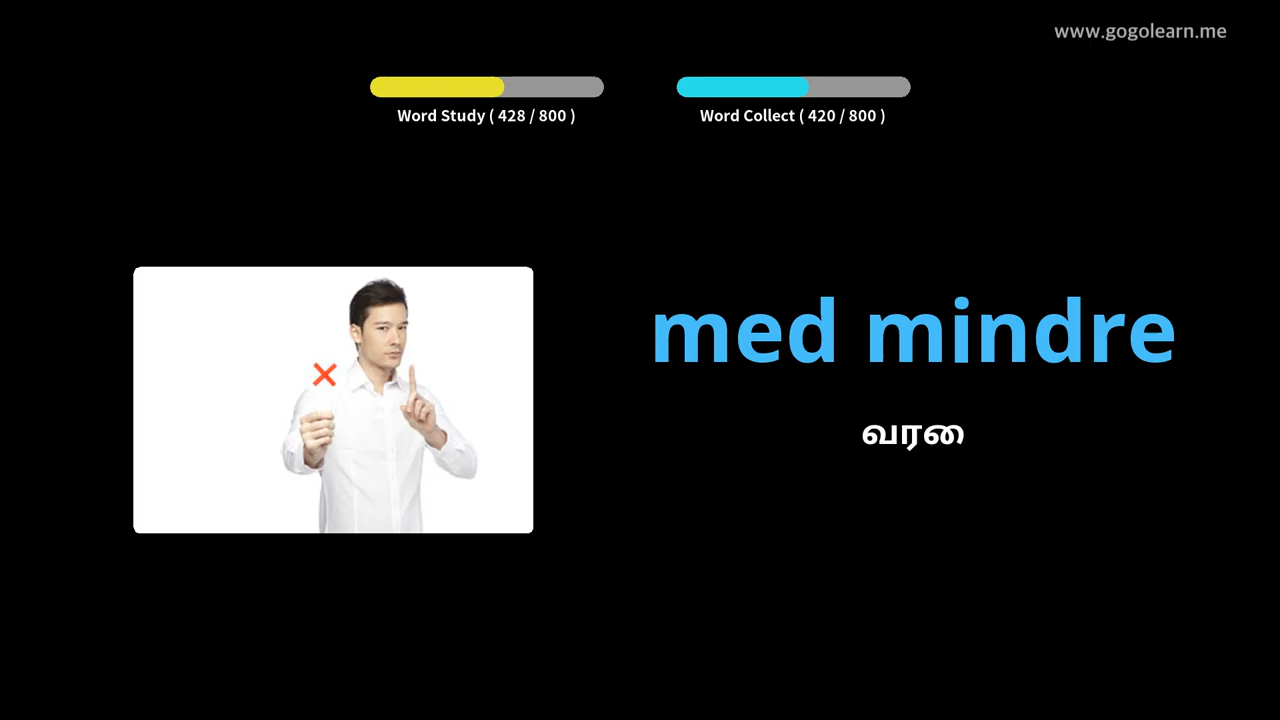 www.gogolearn.me
Word Study ( 428 / 800 )
Word Collect ( 420 / 800 )
med mindre
வரை